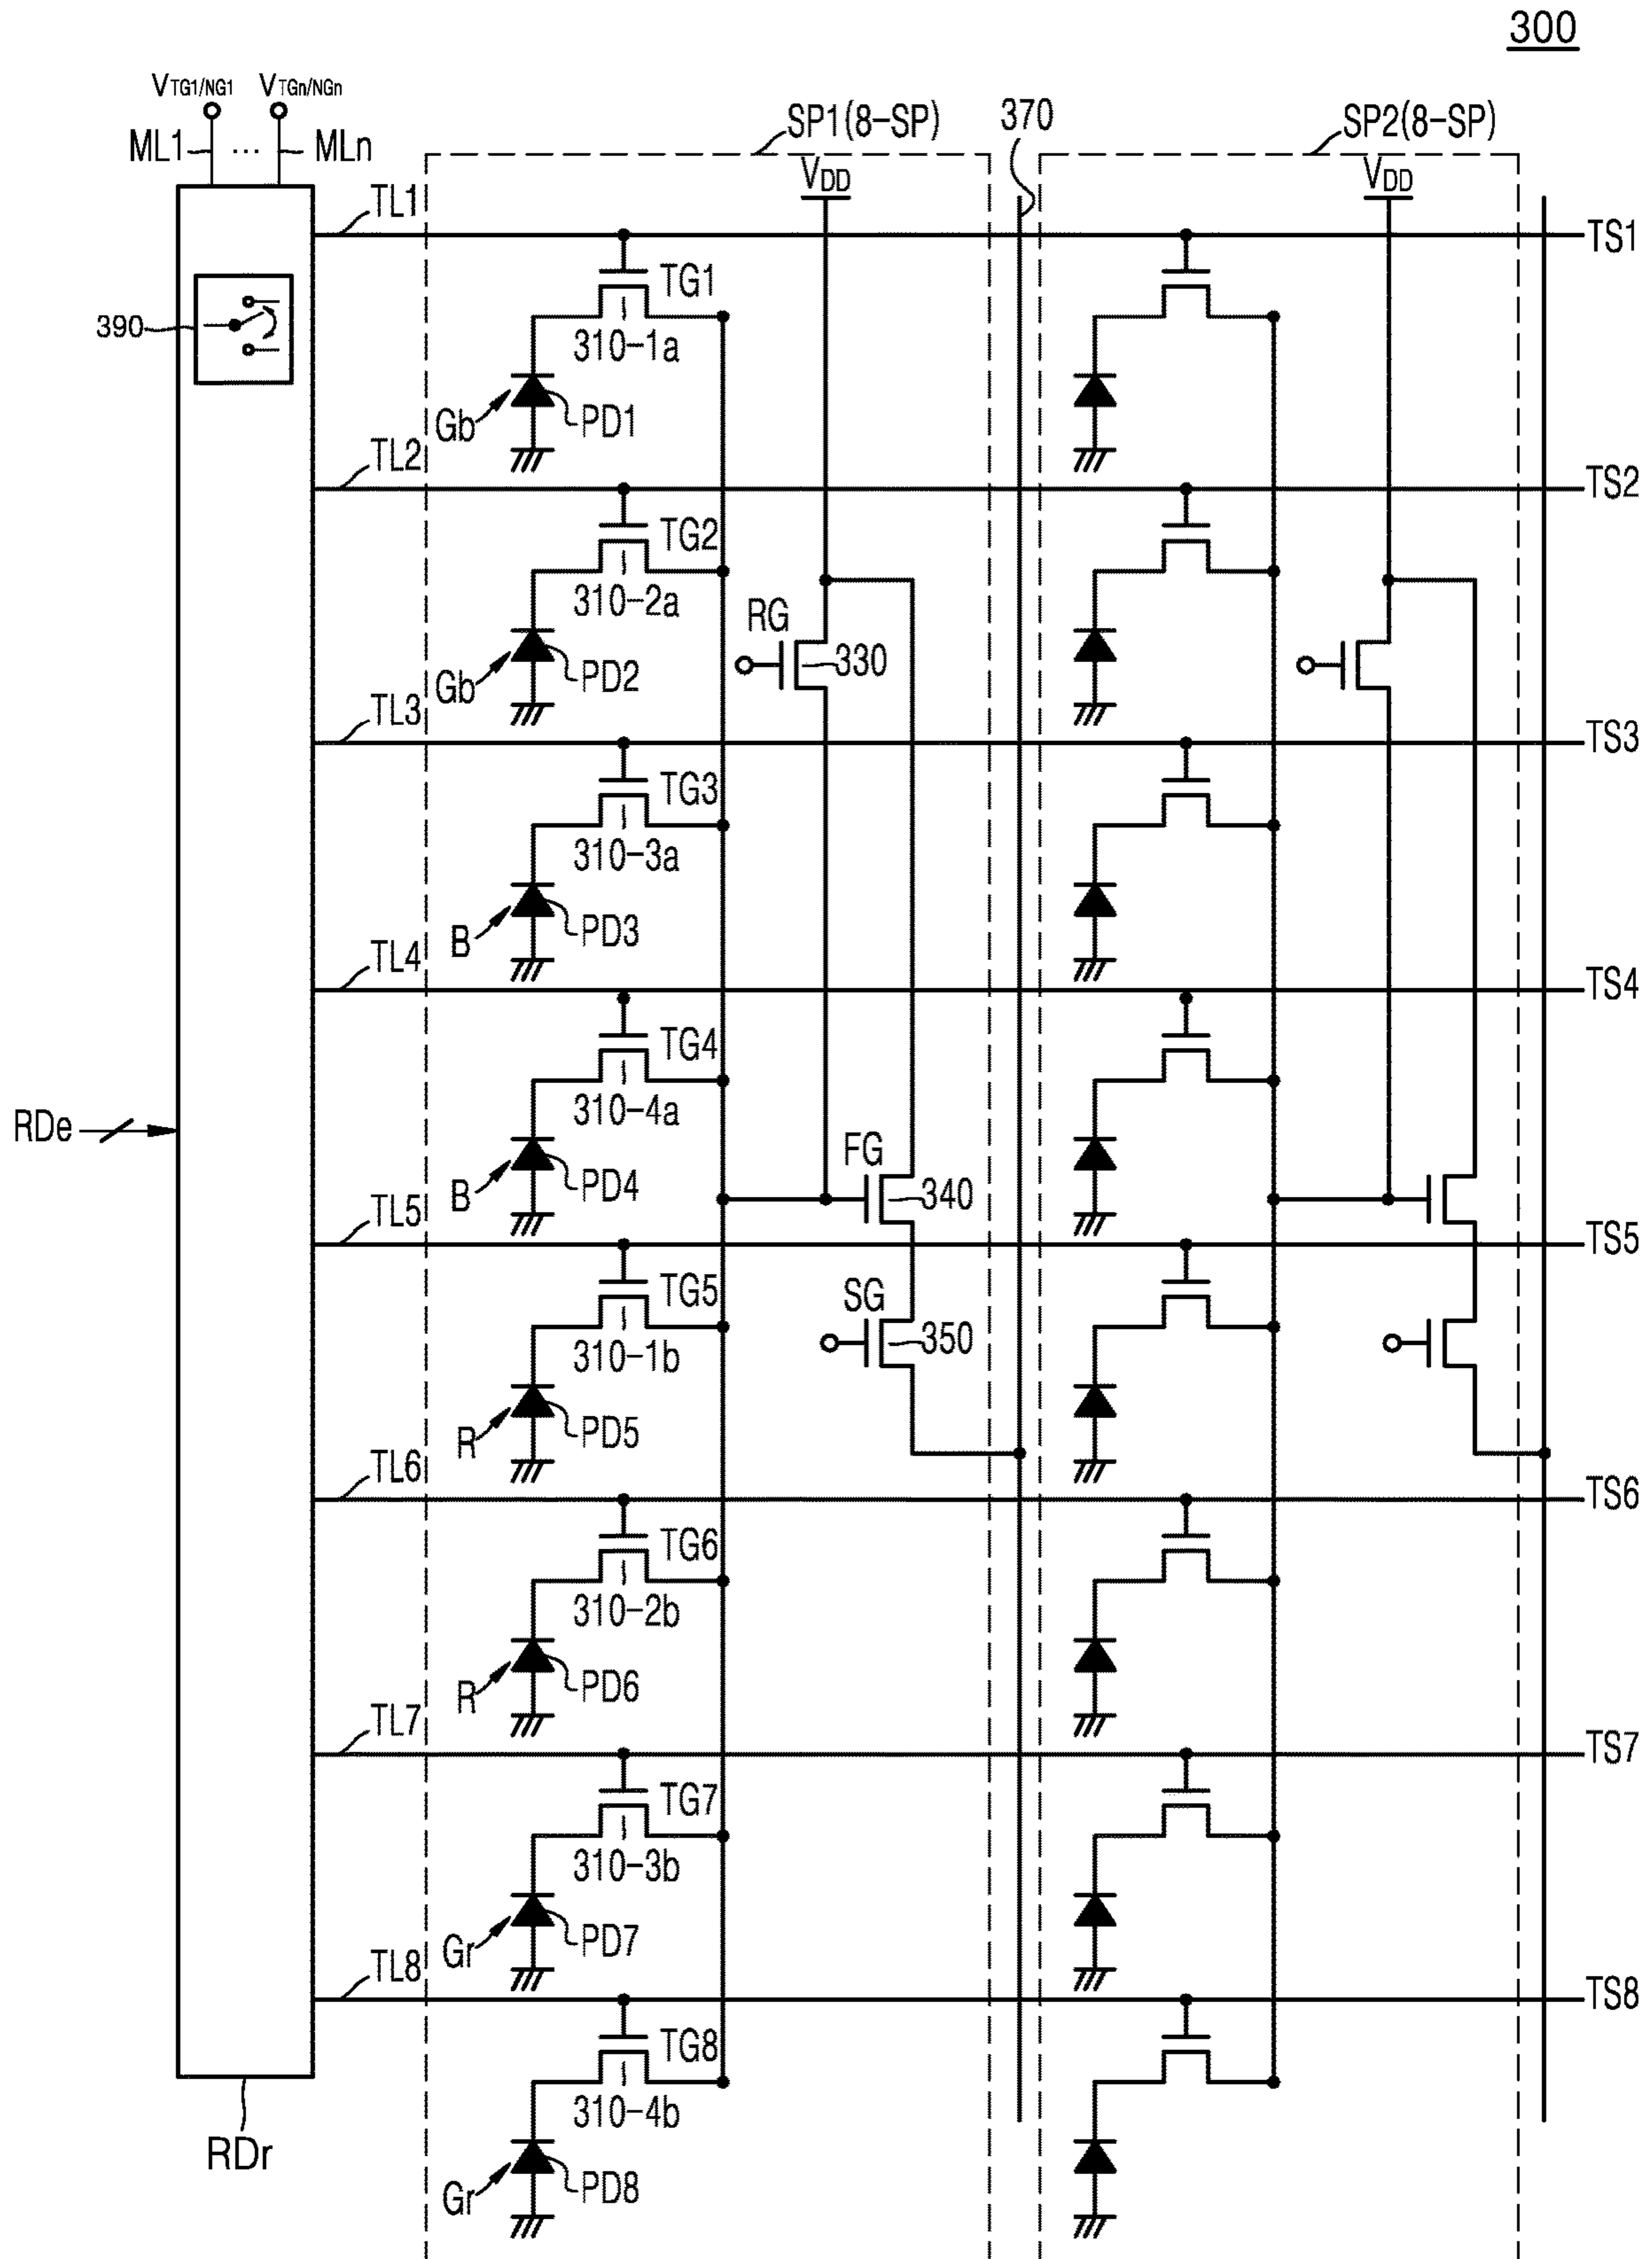 300
VTG1/NG1 VTGn/NGn
ML1 ... MLn
SP1(8-SP) 370 SP2(8-SP)
VDD VDD
TL1 TS1
TG1
390
310-1a
Gb PD1
TL2 TS2
TG2
310-2a
RG
330
Gb PD2
TL3 TS3
TG3
310-3a
B PD3
TL4 TS4
TG4
310-4a
RDe
FG
B PD4 340
TL5 TS5
TG5 SG
310-1b 350
R PD5
TL6 TS6
TG6
310-2b
R PD6
TL7 TS7
TG7
310-3b
Gr PD7
TL8 TS8
TG8
310-4b
RDr
Gr PD8